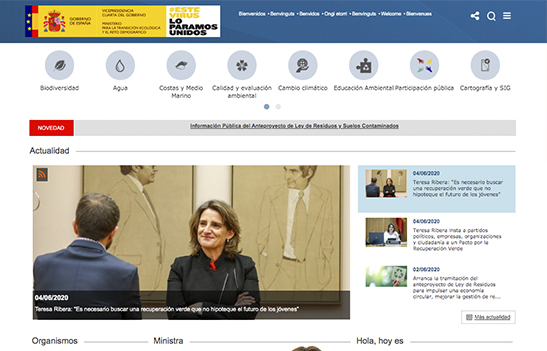 VICEPRESIDENCIA
CUARTA DEL GOBIERNO
GOBIERNO
DE ESPAÑA
MINISTERIO
PARA LA TRANSICIÓN ECOLÓGICA
Y EL RETO DEMOGRÁFICO
#ESTE
VIRUS
LO
PARAMOS
UNIDOS
Bienvenidos • Benvinguts • Benvidos • Ongi etorri • Benvinguts • Welcome • Bienvenues
Biodiversidad
Agua
Costas y Medio
Marino
Calidad y evaluación
ambiental
Cambio climático
Educación Ambiental
Participación pública
Cartografía y SIG
NOVEDAD
Información Pública del Anteproyecto de Ley de Residuos y Suelos Contaminados
Actualidad
04/06/2020
Teresa Ribera: "Es necesario buscar una recuperación verde que no hipoteque el futuro de los jóvenes"
04/06/2020
Teresa Ribera: "Es necesario buscar
una recuperación verde que no
hipoteque el futuro de los jóvenes"
03/06/2020
Teresa Ribera insta a partidos
políticos, empresas, organizaciones
y ciudadanía a un Pacto por la
Recuperación Verde
02/06/2020
Arranca la tramitación del
anteproyecto de Ley de Residuos
para impulsar una economía
circular, mejorar la gestión de re...
Más actualidad
Organismos
Ministra
Hola, hoy es